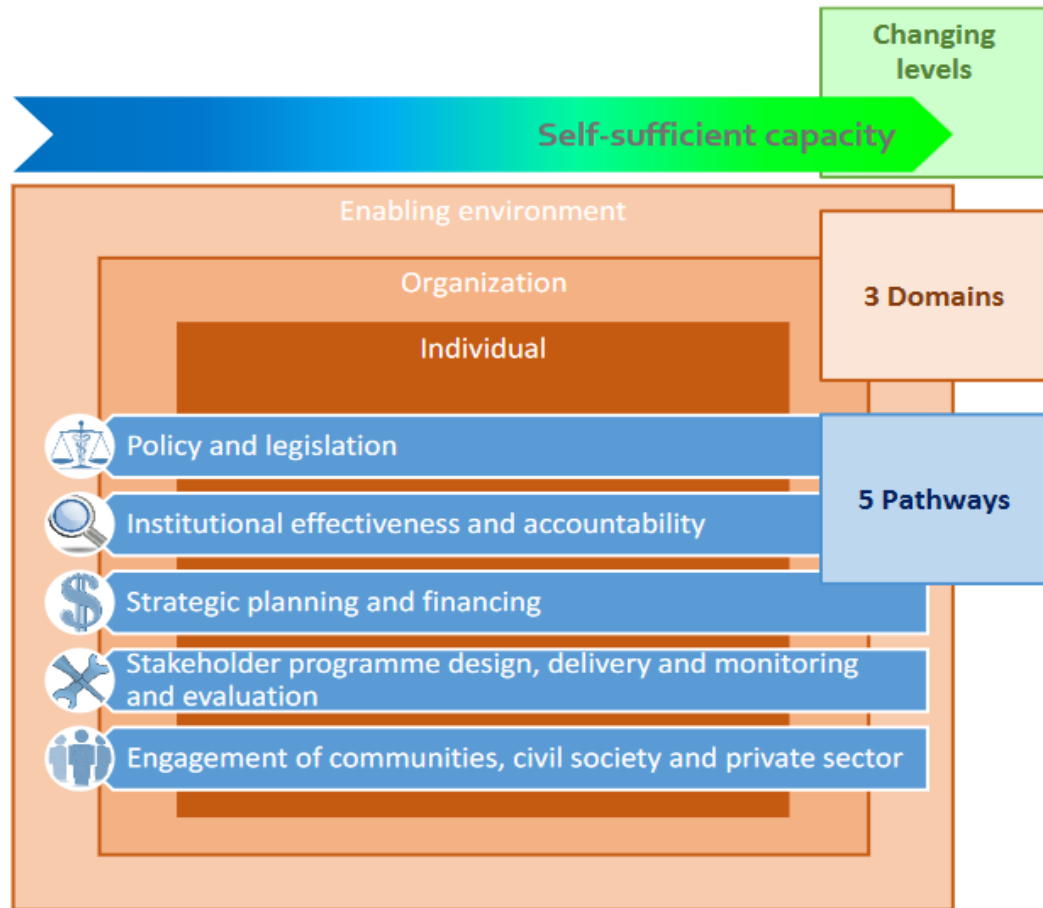 Changing
levels
Self-sufficient capacity
Enabling environment
Organization
3 Domains
Individual
Policy and legislation
5 Pathways
Institutional effectiveness and accountability
Strategic planning and financing
Stakeholder programme design, delivery and monitoring
and evaluation
Engagement of communities, civil society and private sector